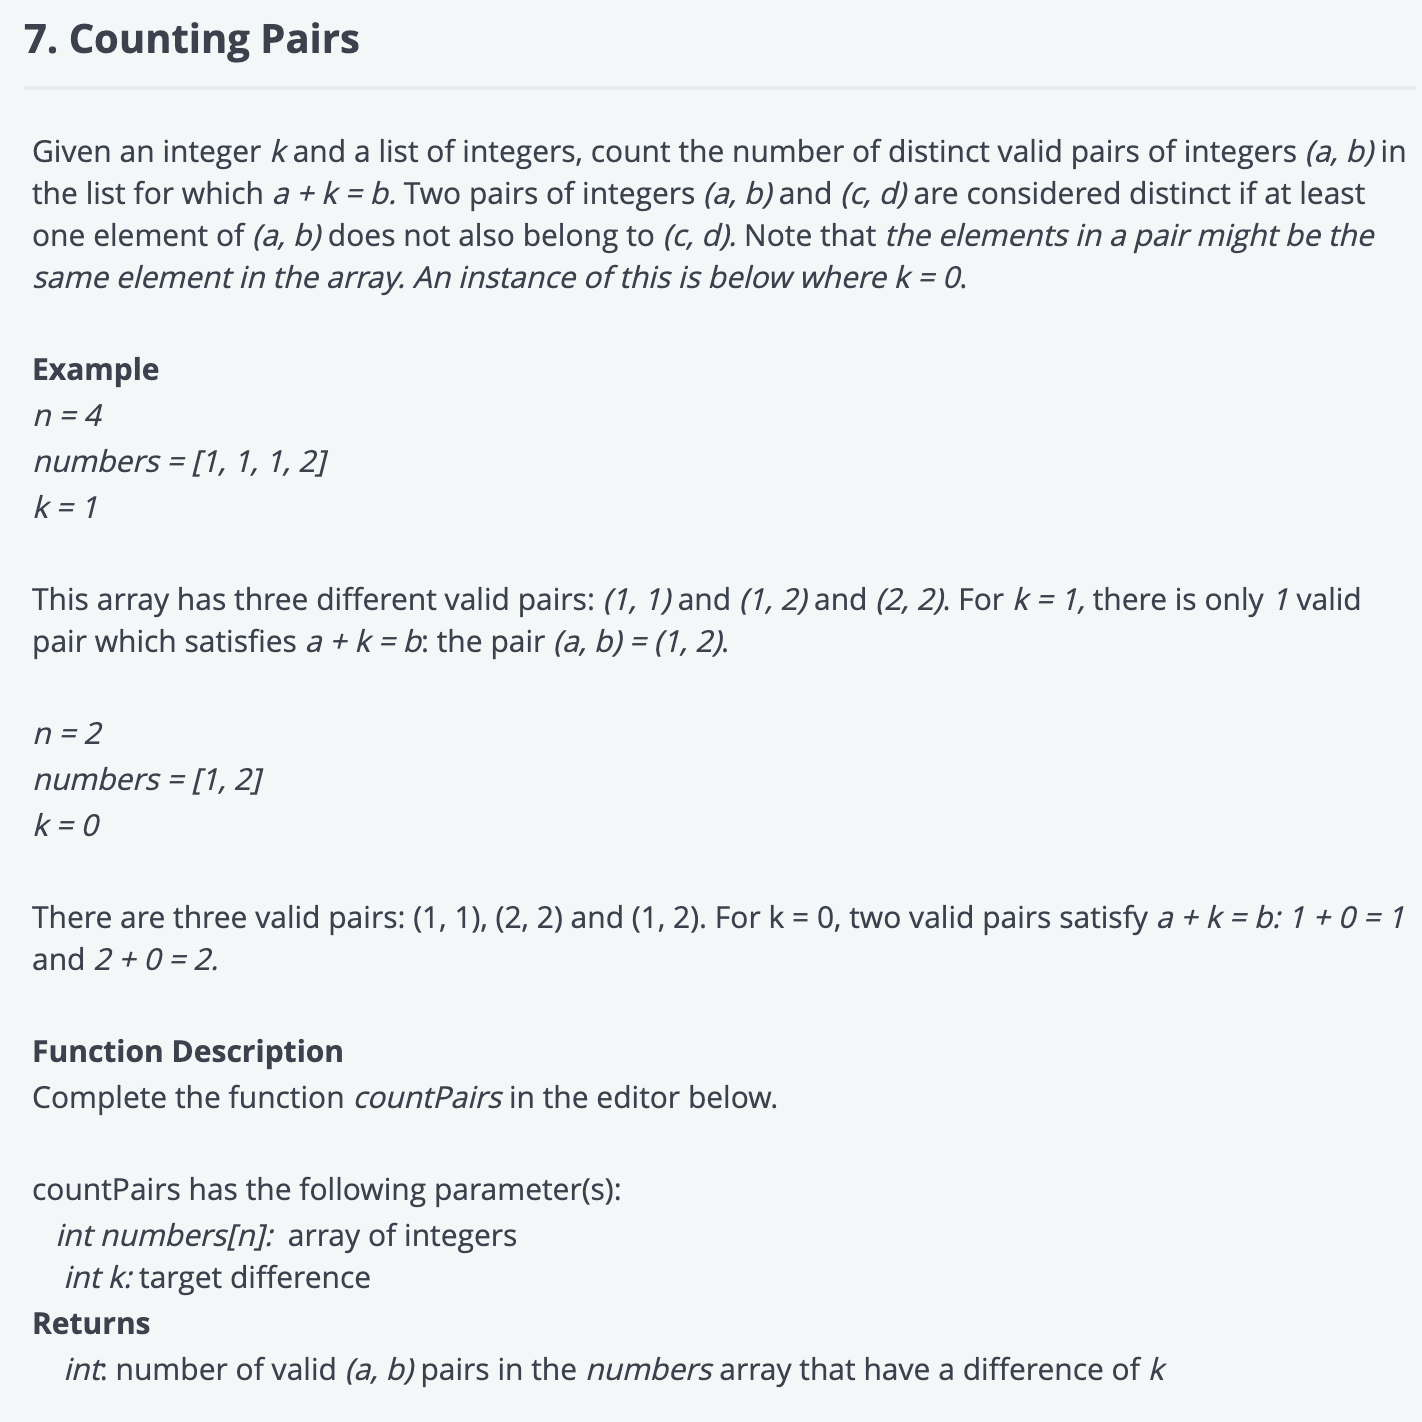 7. Counting Pairs
Given an integer k and a list of integers, count the number of distinct valid pairs of integers (a, b) in
the list for which a + k = b. Two pairs of integers (a, b) and (c, d) are considered distinct if at least
one element of (a, b) does not also belong to (c, d). Note that the elements in a pair might be the
same element in the array. An instance of this is below where k = 0.
Example
n = 4
numbers = [1, 1, 1, 2]
k = 1
This array has three different valid pairs: (1, 1) and (1, 2) and (2, 2). For k = 1, there is only 1 valid
pair which satisfies a + k = b: the pair (a, b) = (1, 2).
n = 2
numbers = [1, 2]
k = 0
There are three valid pairs: (1, 1), (2, 2) and (1, 2). For k = 0, two valid pairs satisfy a + k = b: 1 + 0 = 1
and 2 + 0 = 2.
Function Description
Complete the function countPairs in the editor below.
countPairs has the following parameter(s):
int numbers[n]: array of integers
int k: target difference
Returns
int: number of valid (a, b) pairs in the numbers array that have a difference of k